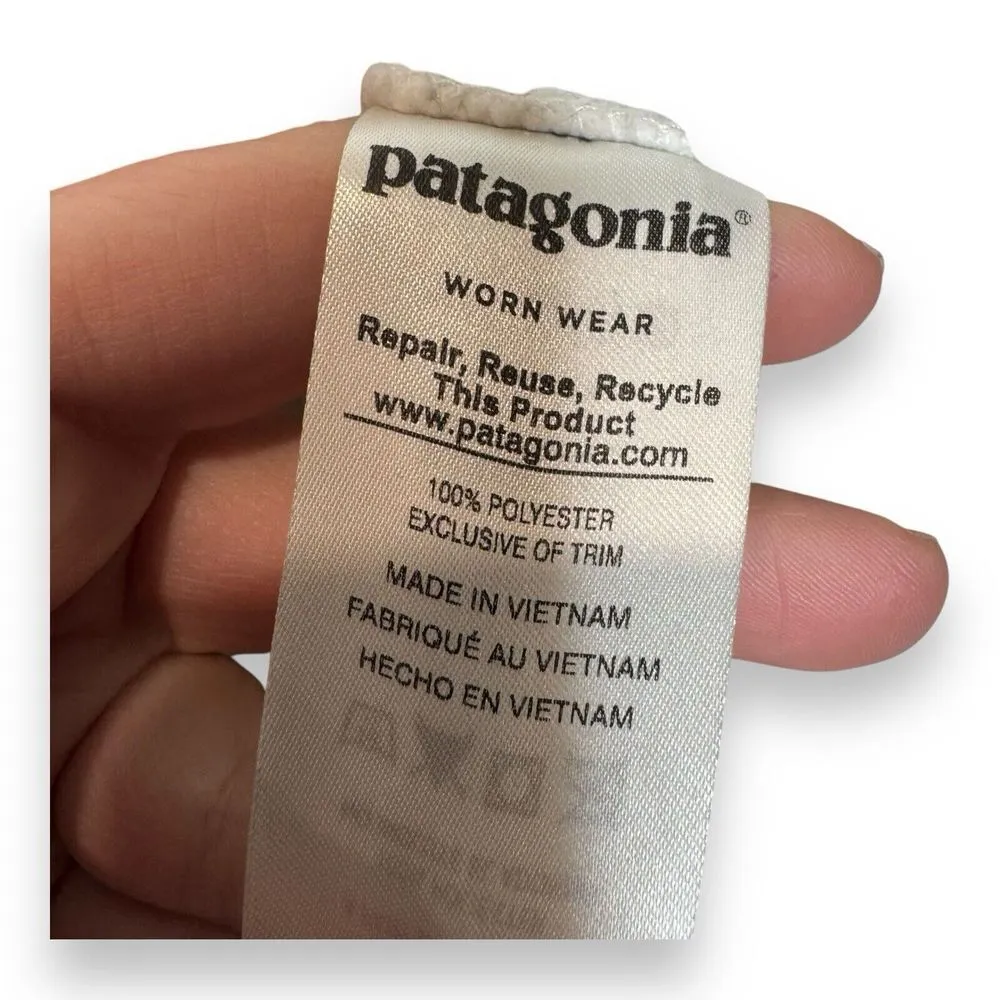 patagonia®
WORN WEAR
Repair, Reuse, Recycle
This Product
www.patagonia.com
100% POLYESTER
EXCLUSIVE OF TRIM
MADE IN VIETNAM
FABRIQUÉ AU VIETNAM
HECHO EN VIETNAM